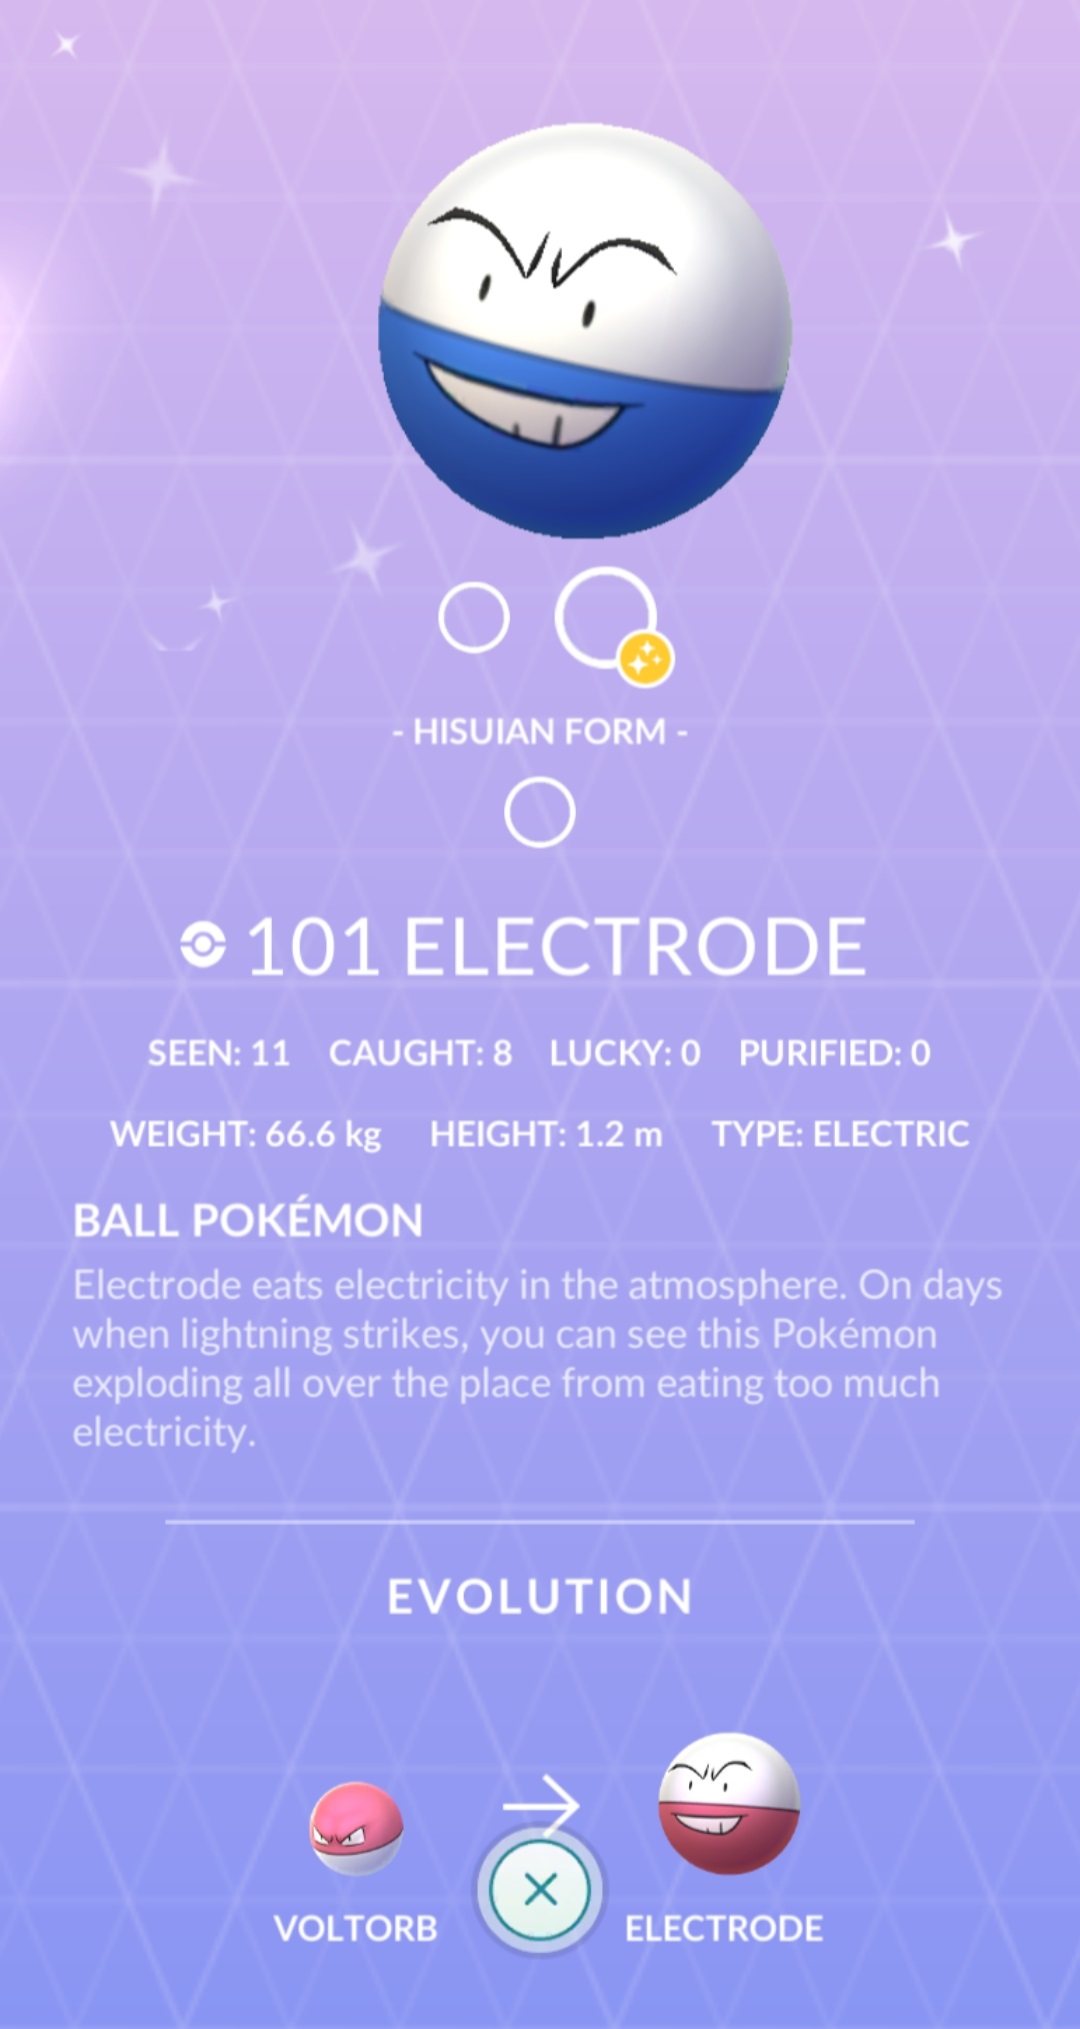 - HISUIAN FORM -
101 ELECTRODE
SEEN: 11 CAUGHT: 8 LUCKY: 0 PURIFIED: 0
WEIGHT: 66.6 kg HEIGHT: 1.2 m TYPE: ELECTRIC
BALL POKÉMON
Electrode eats electricity in the atmosphere. On days
when lightning strikes, you can see this Pokémon
exploding all over the place from eating too much
electricity.
EVOLUTION
VOLTORB ELECTRODE